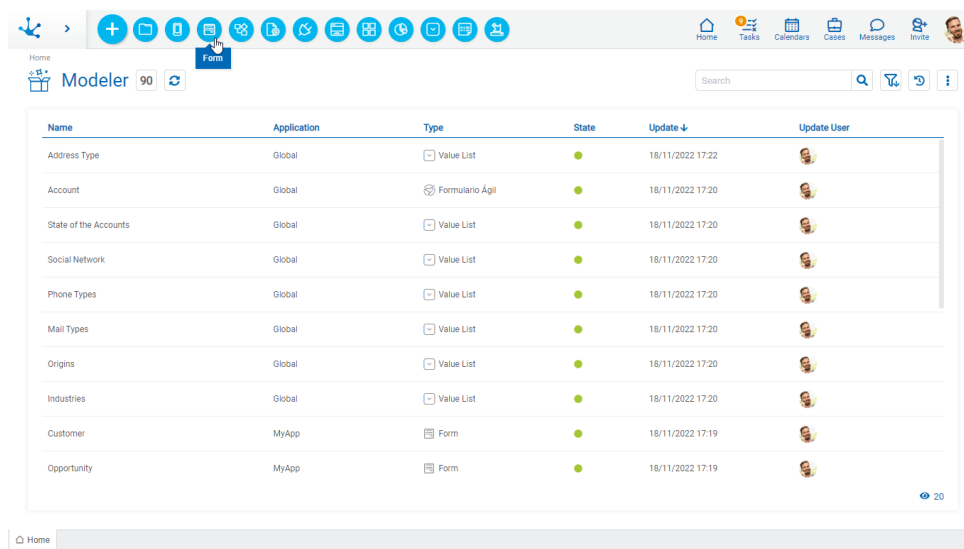 9
Home Tasks Calendars Cases Messages Invite
Form
Home
Modeler 90
Search
Name Application Type State Update Update User
Address Type Global Value List 18/11/2022 17:22
Account Global Formulario Ágil 18/11/2022 17:20
State of the Accounts Global Value List 18/11/2022 17:20
Social Network Global Value List 18/11/2022 17:20
Phone Types Global Value List 18/11/2022 17:20
Mail Types Global Value List 18/11/2022 17:20
Origins Global Value List 18/11/2022 17:20
Industries Global Value List 18/11/2022 17:20
Customer MyApp Form 18/11/2022 17:19
Opportunity MyApp Form 18/11/2022 17:19
20
Home